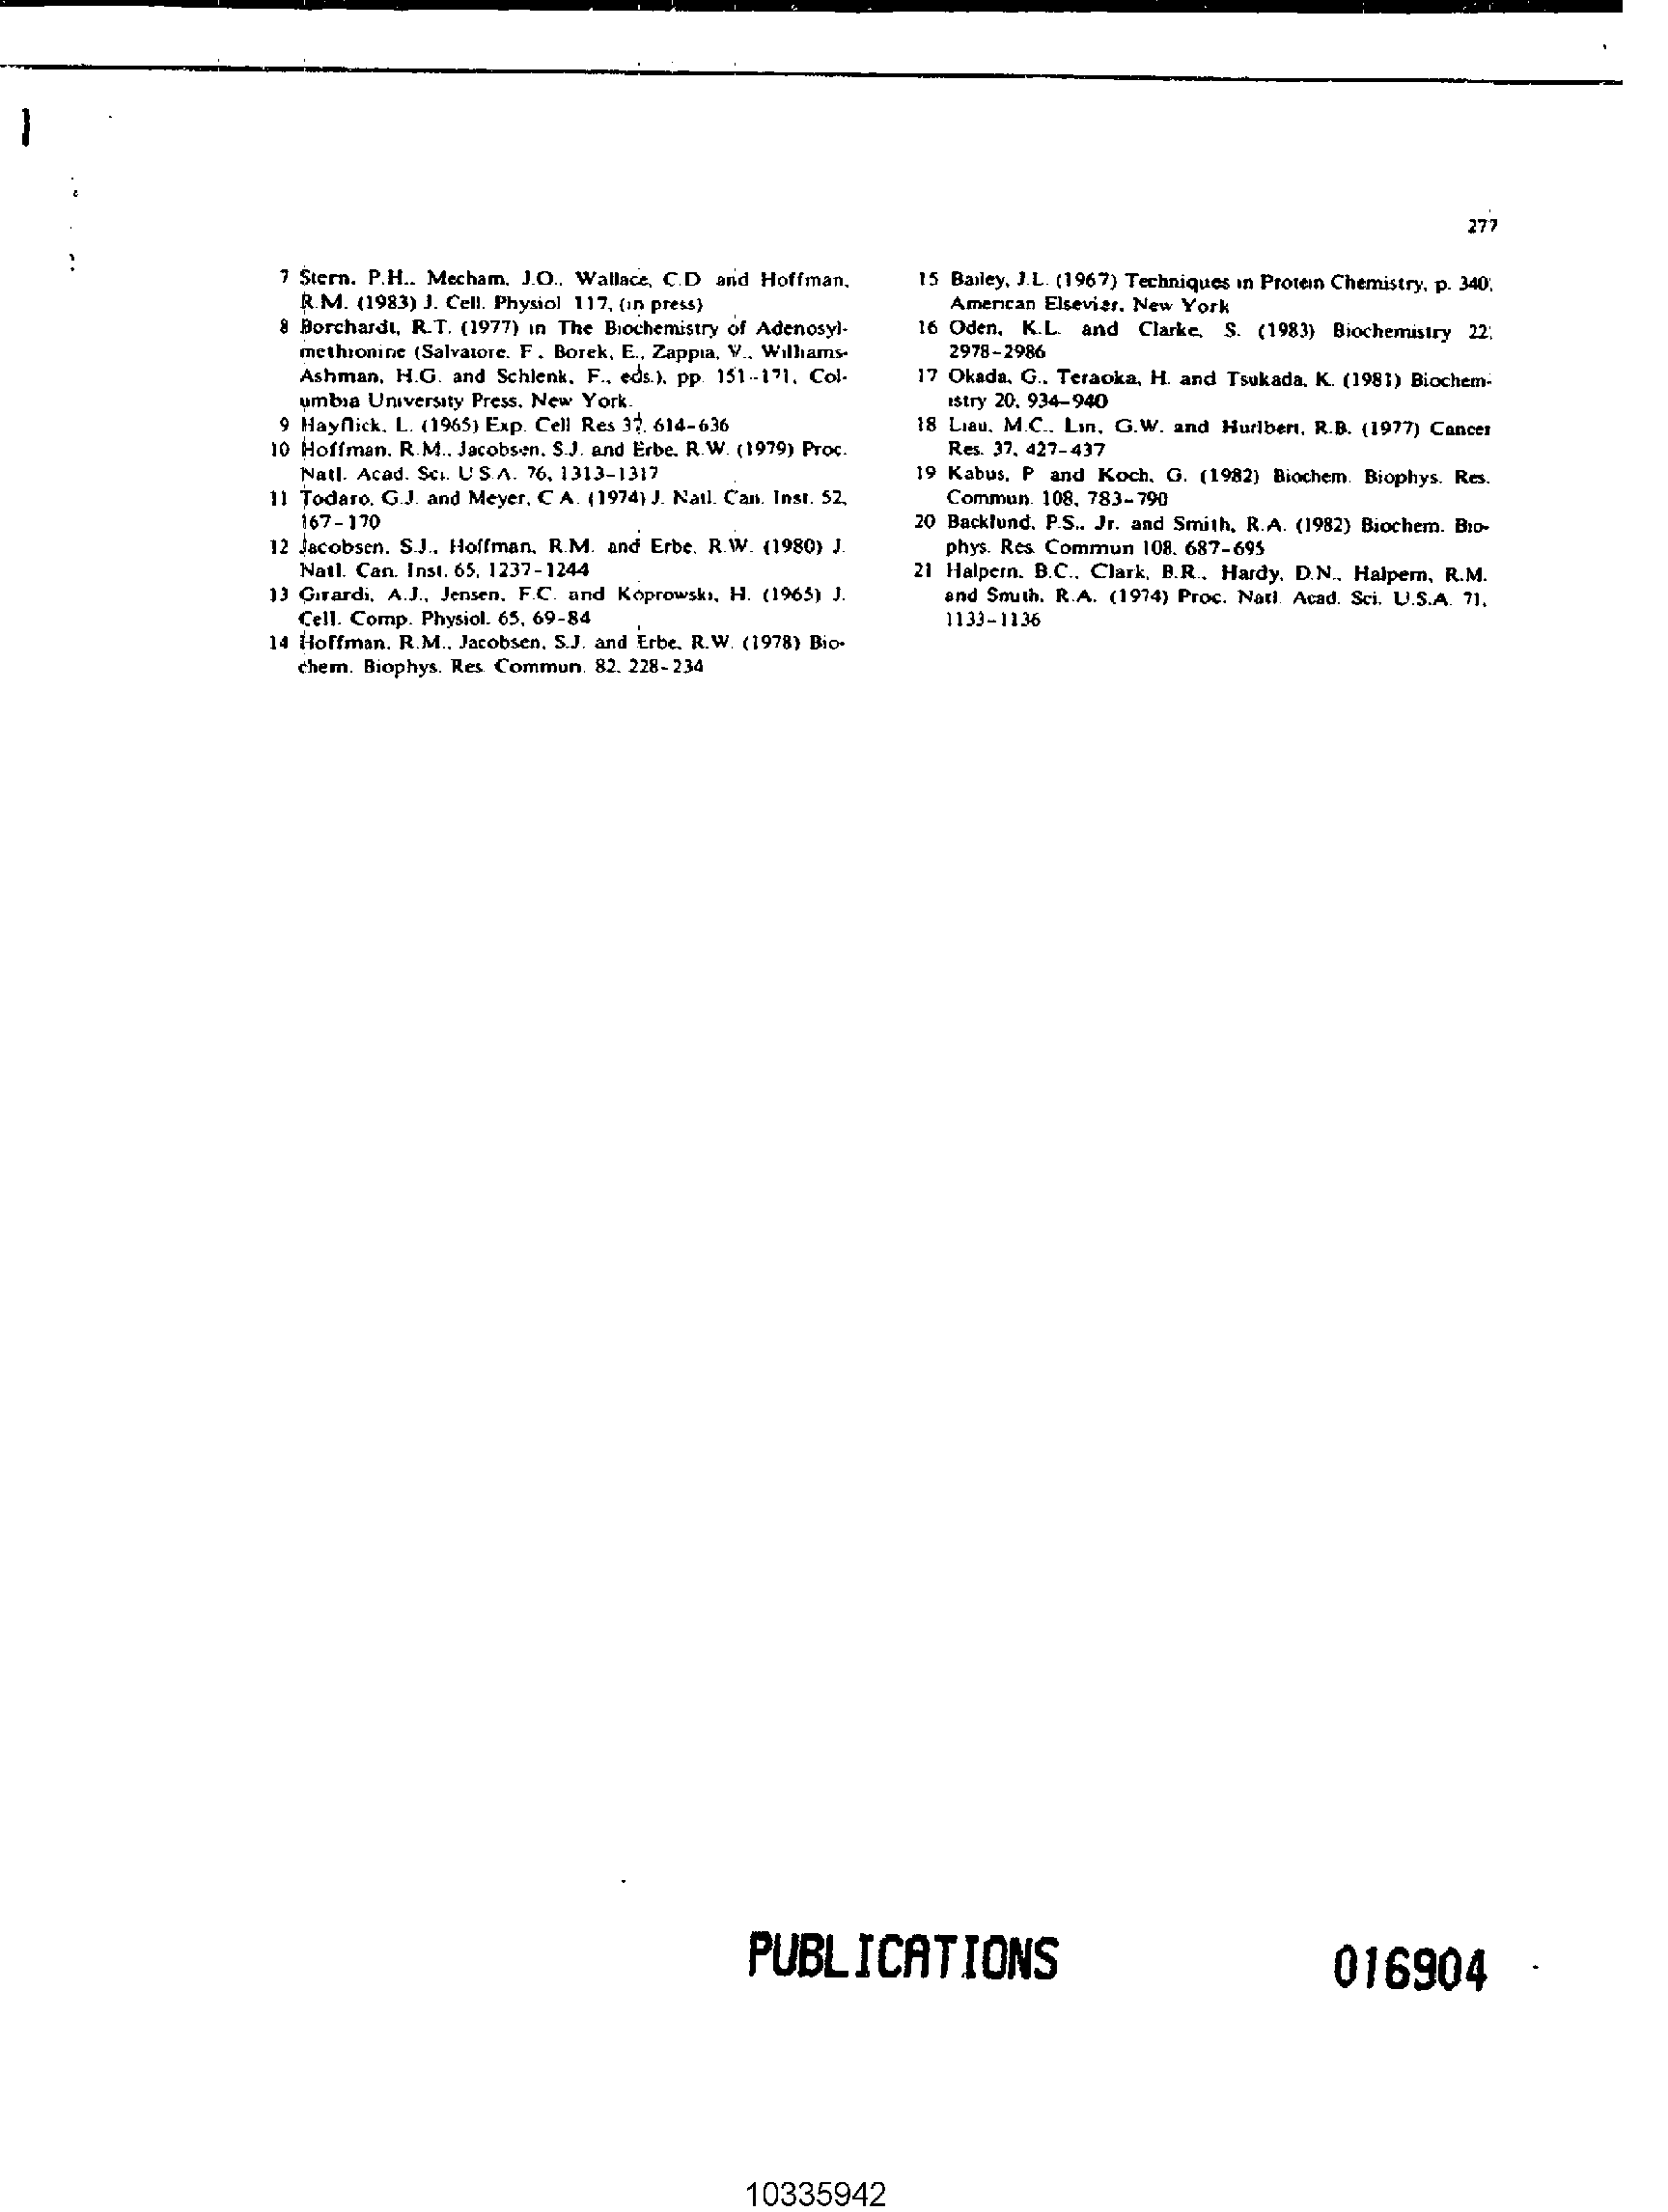 277
7 Stern, P.H., Mecham, J.O., Wallace, C.D and Hoffman,
R.M. (1983) J. Cell. Physiol 117, (in press)
8 Borchardt, R.T. (1977) in The Biochemistry of Adenosyl-
methionine (Salvatore, F., Borek, E., Zappia, V., Williams-
Ashman, H.G. and Schlenk, F., eds.), pp. 151-171, Col-
umbia University Press, New York.
9 Hayflick, L. (1965) Exp. Cell Res 37, 614-636
10 Hoffman, R.M., Jacobsen, S.J. and Erbe, R.W. (1979) Proc.
Natl. Acad. Sci. U.S.A. 76, 1313-1317
11 Todaro, G.J. and Meyer, C.A. (1974) J. Natl. Can. Inst. 52,
167-170
12 Jacobsen, S.J., Hoffman, R.M. and Erbe, R.W. (1980) J.
Natl. Can. Inst. 65, 1237-1244
13 Girardi, A.J., Jensen, F.C. and Koprowski, H. (1965) J.
Cell. Comp. Physiol. 65, 69-84
14 Hoffman, R.M., Jacobsen, S.J. and Erbe, R.W. (1978) Bio-
chem. Biophys. Res. Commun. 82, 228-234
15 Bailey, J.L. (1967) Techniques in Protein Chemistry, p. 340,
American Elsevier, New York
16 Oden, K.L. and Clarke, S. (1983) Biochemistry 22,
2978-2986
17 Okada, G., Teraoka, H. and Tsukada, K. (1981) Biochem-
istry 20, 934-940
18 Liau, M.C., Lin, G.W. and Hurlbert, R.B. (1977) Cancer
Res. 37, 427-437
19 Kabus, P and Koch, G. (1982) Biochem. Biophys. Res.
Commun. 108, 783-790
20 Backlund, P.S., Jr. and Smith, R.A. (1982) Biochem. Bio-
phys. Res. Commun 108, 687-695
21 Halpern, B.C., Clark, B.R., Hardy, D.N., Halpern, R.M.
and Smith, R.A. (1974) Proc. Natl. Acad. Sci. U.S.A. 71,
1133-1136
PUBLICATIONS 016904
10335942